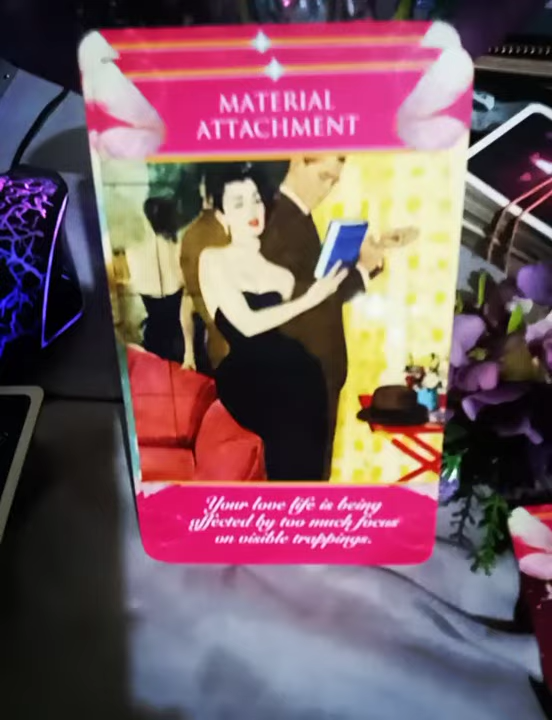 MATERIAL
ATTACHMENT
Your love life is being
affected by too much focus
on visible trappings.